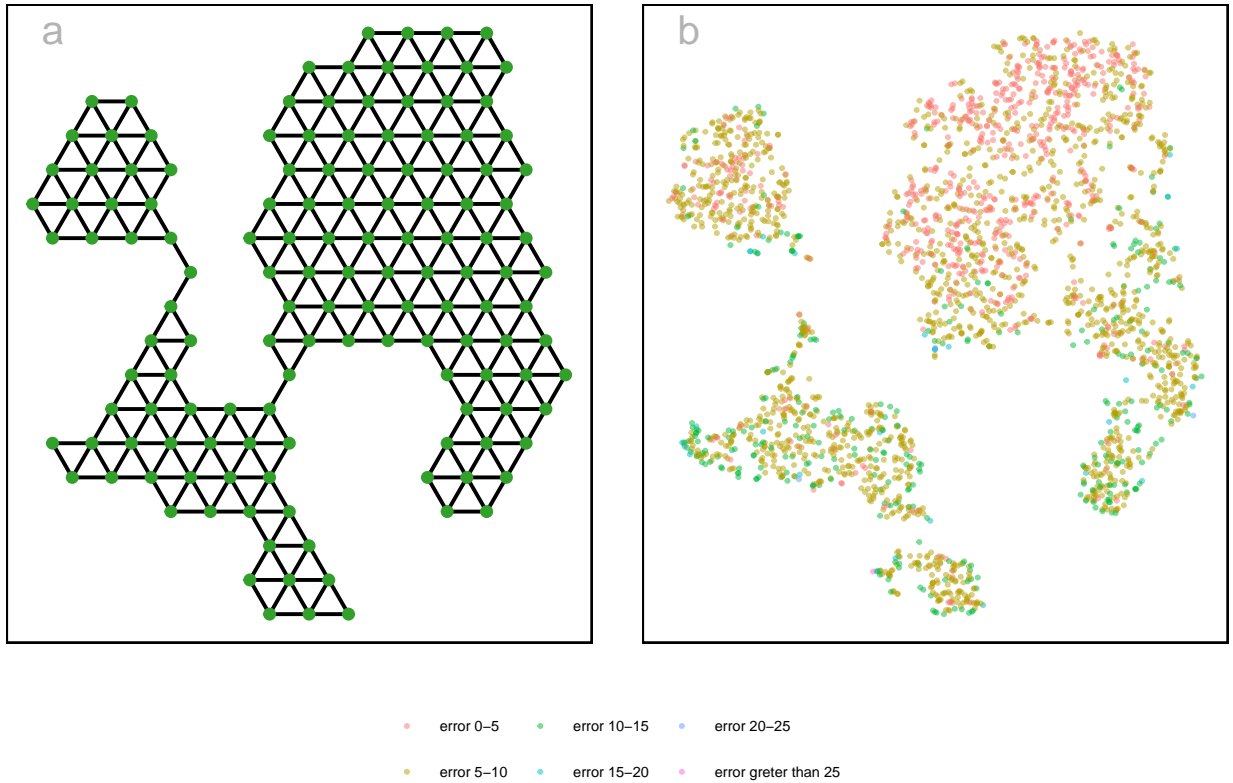 a
b
error 0–5
error 10–15
error 20–25
error 5–10
error 15–20
error greter than 25